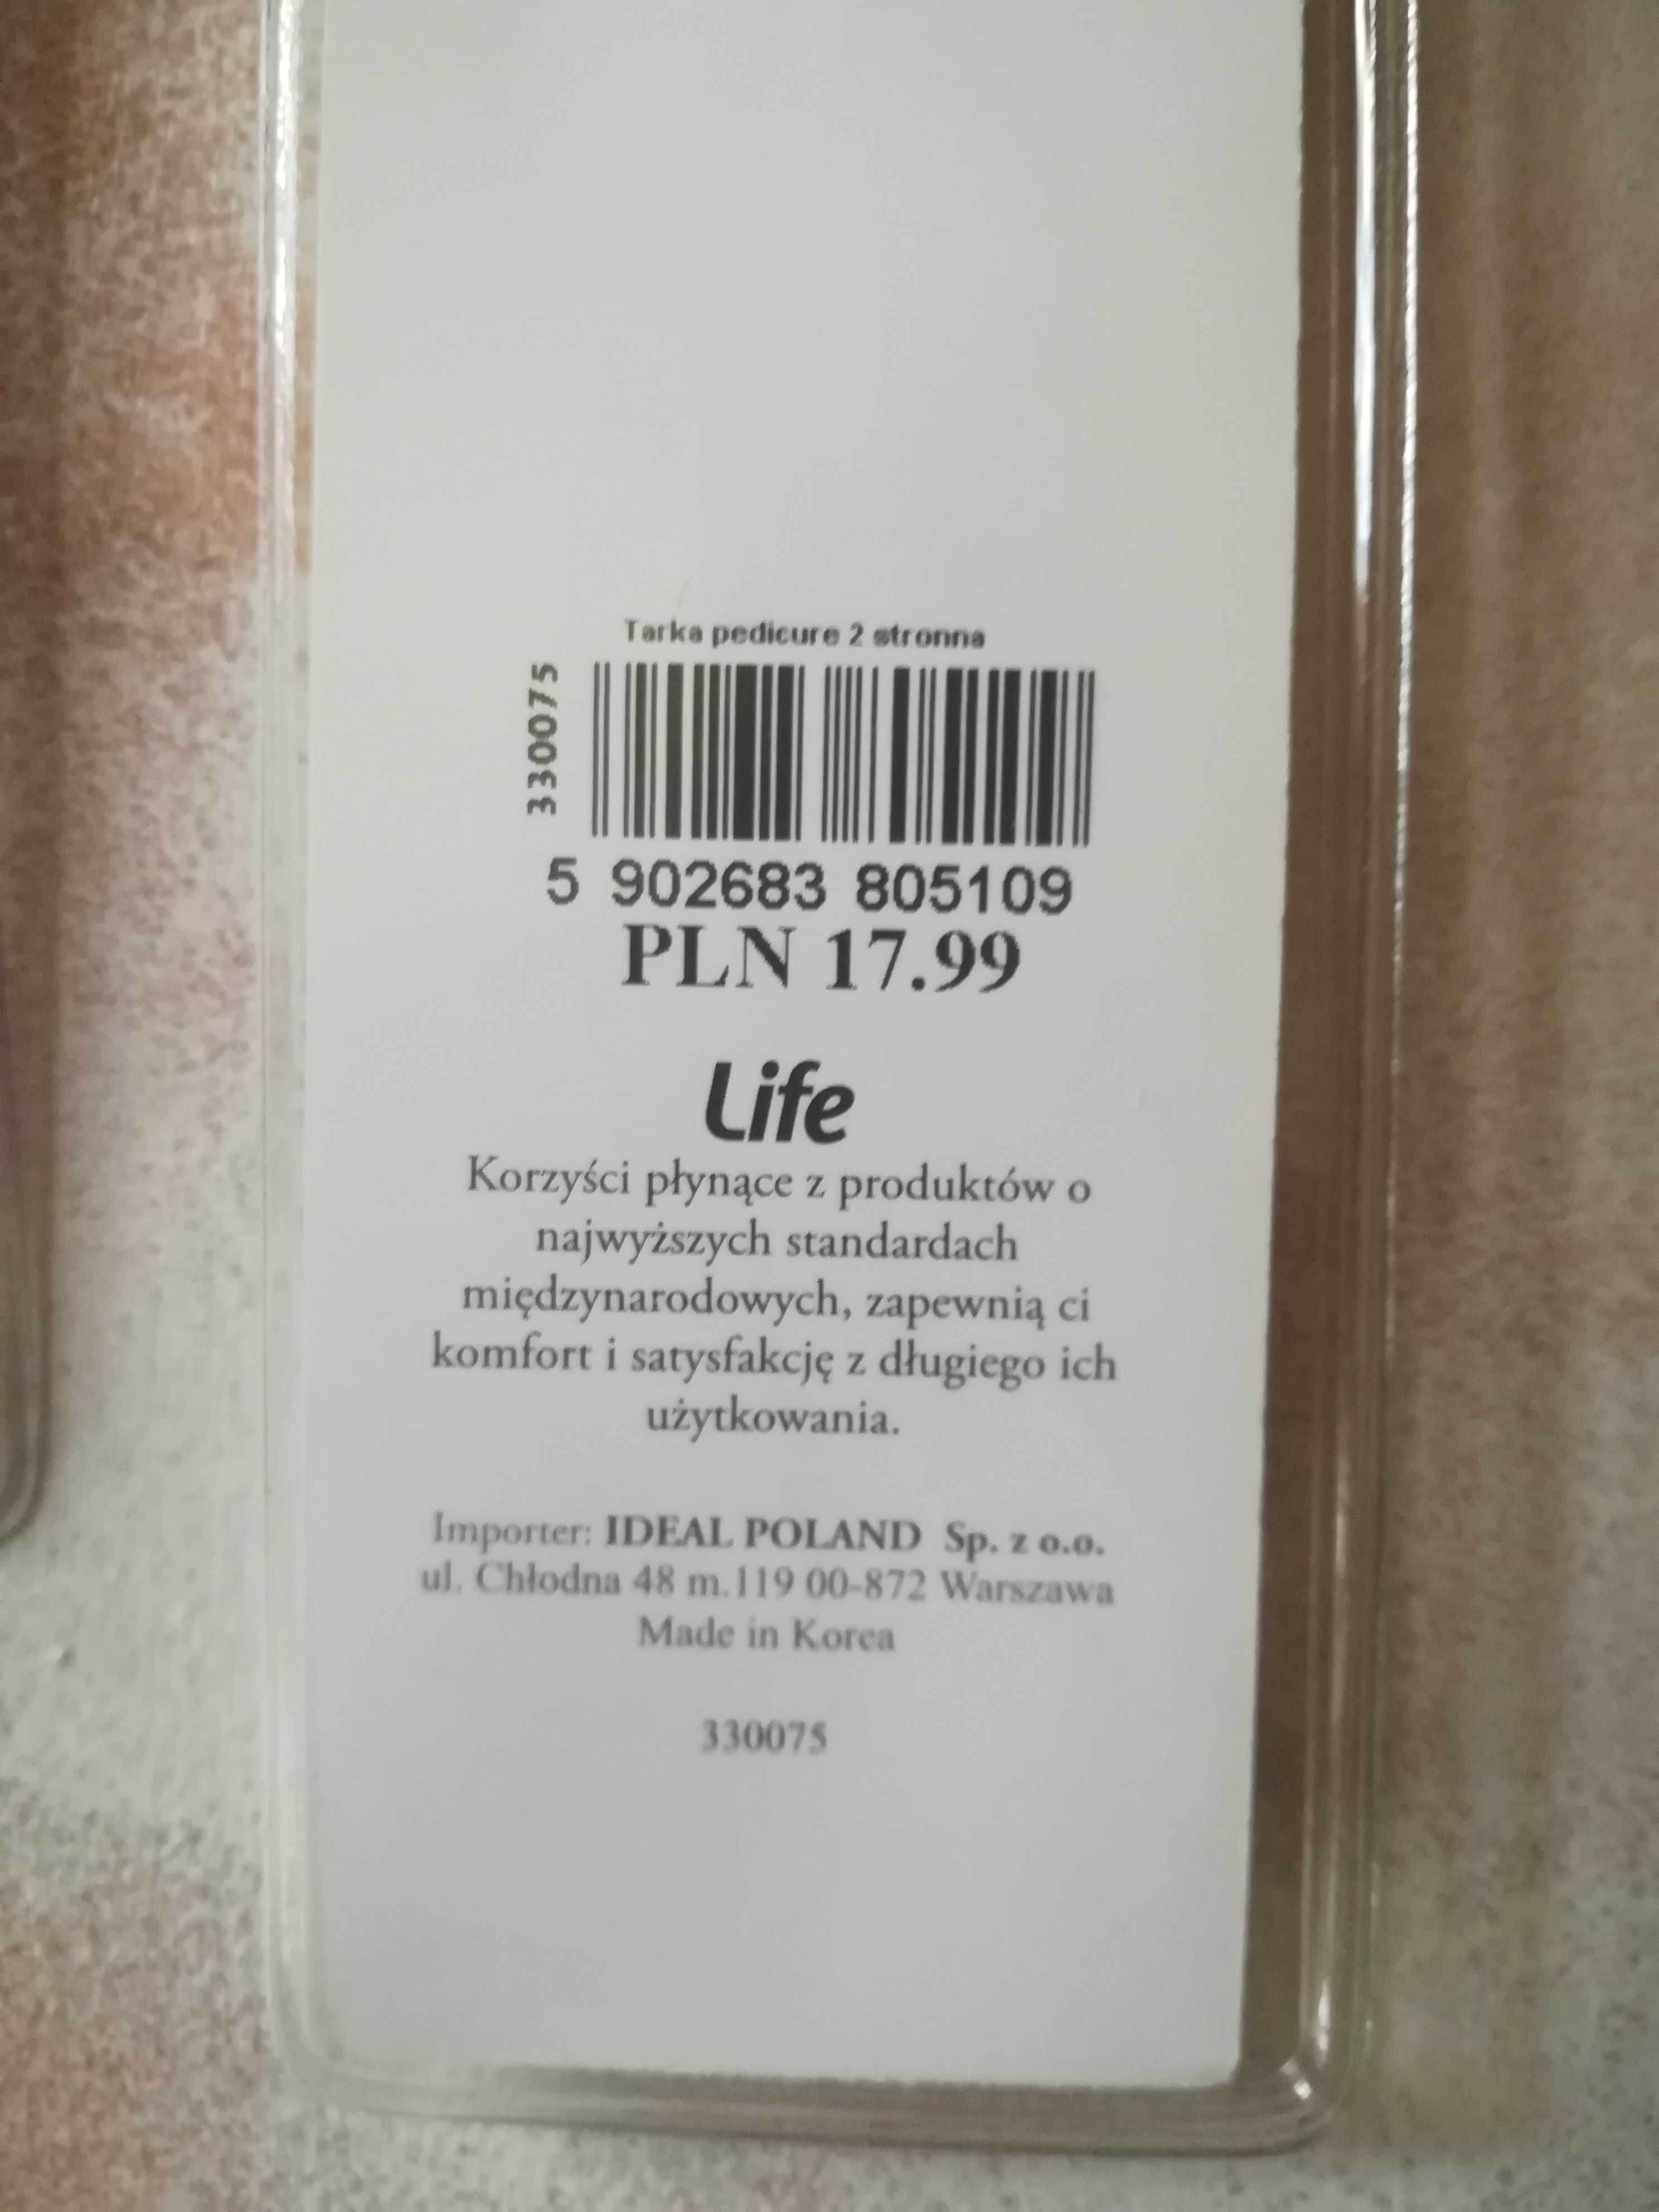 Tarka pedicure 2 stronna
330075
5 902683 805109
PLN 17.99
Life
Korzyści płynące z produktów o
najwyższych standardach
międzynarodowych, zapewnią ci
komfort i satysfakcję z długiego ich
użytkowania.
Importer: IDEAL POLAND Sp. z o.o.
ul. Chłodna 48 m.119 00-872 Warszawa
Made in Korea
330075